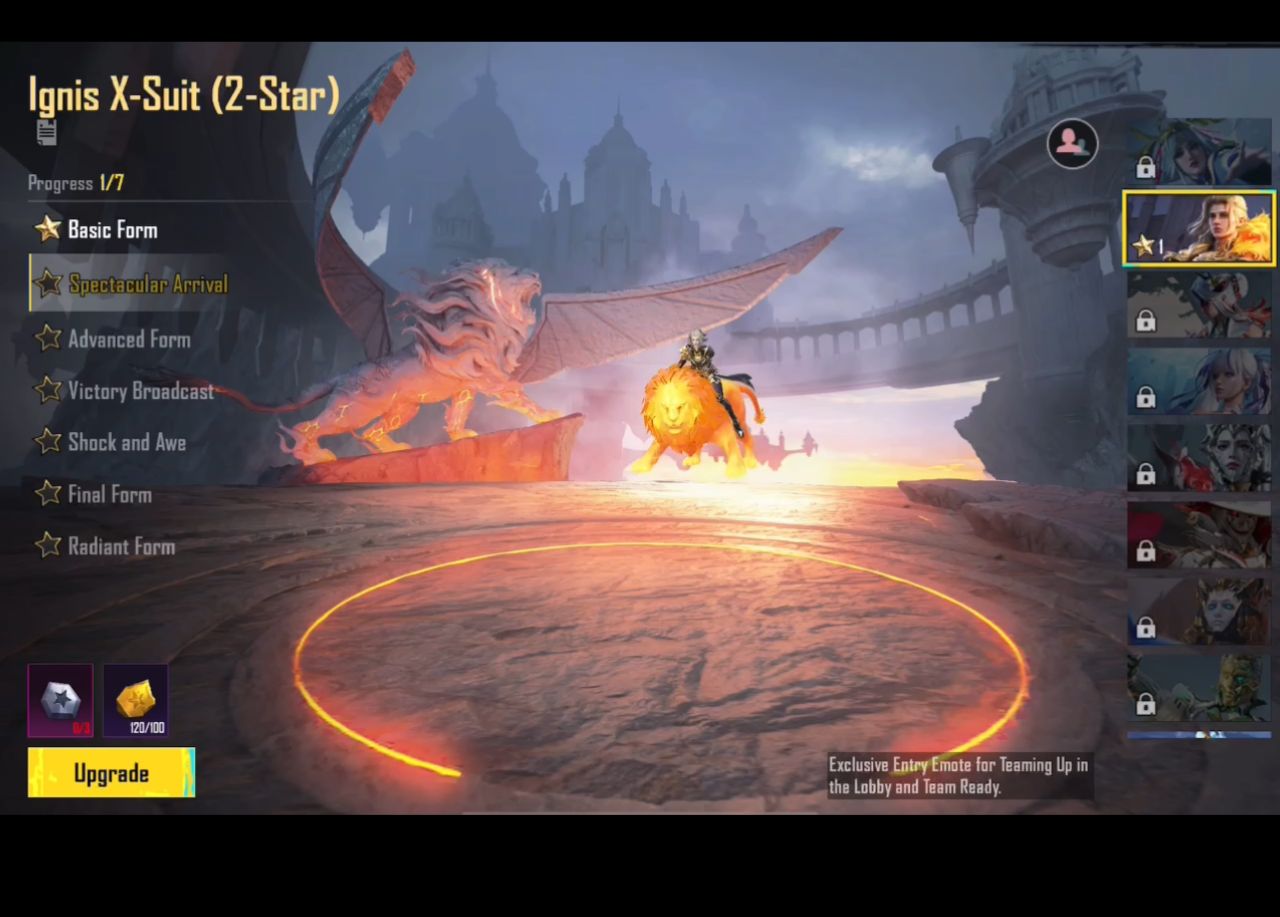 Ignis X-Suit (2-Star)
Progress 1/7
Basic Form
Spectacular Arrival
Advanced Form
Victory Broadcast
Shock and Awe
Final Form
Radiant Form
1
0/3
120/100
Upgrade
Exclusive Entry Emote for Teaming Up in
the Lobby and Team Ready.